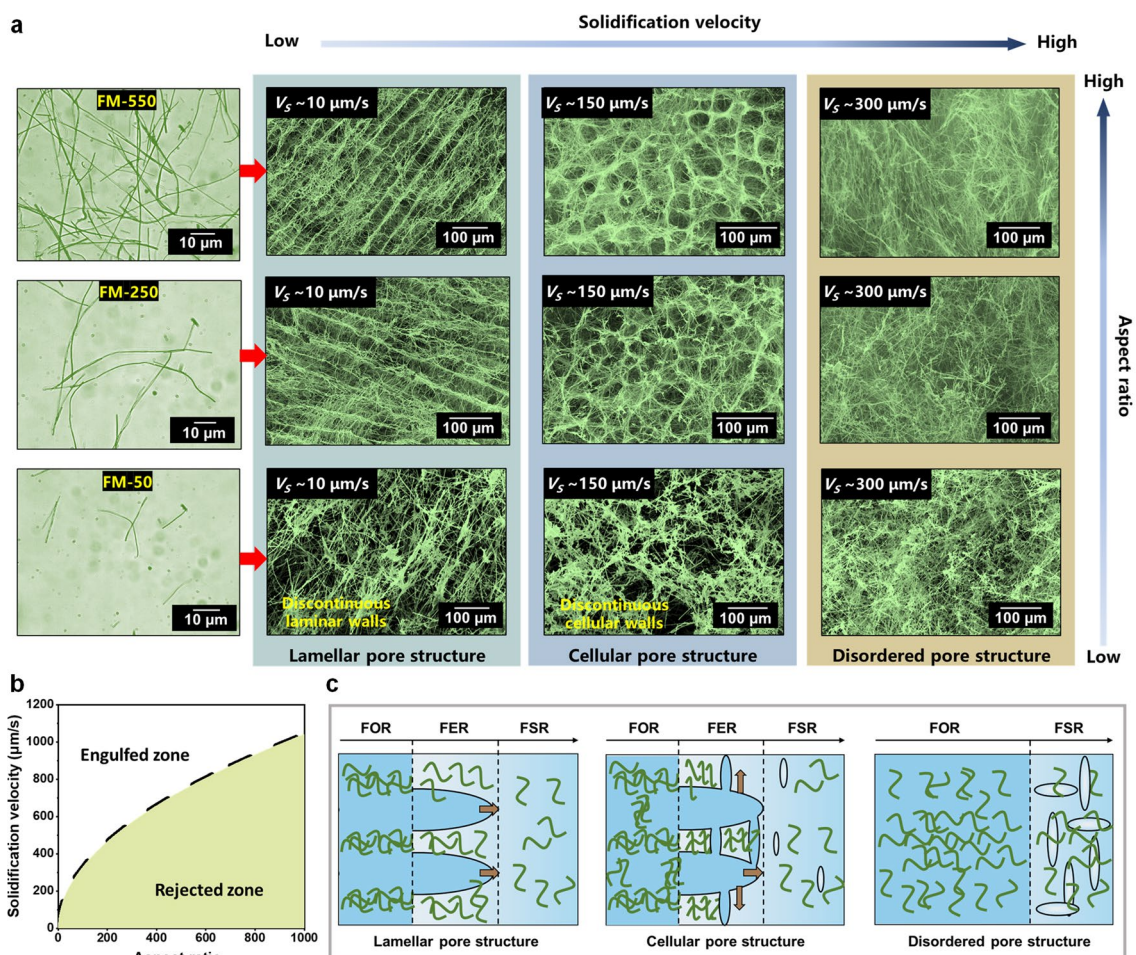 a
Solidification velocity
Low
High
High
FM-550
10 μm
V_S ~10 μm/s
100 μm
V_S ~150 μm/s
100 μm
V_S ~300 μm/s
100 μm
FM-250
10 μm
V_S ~10 μm/s
100 μm
V_S ~150 μm/s
100 μm
V_S ~300 μm/s
100 μm
Aspect ratio
FM-50
10 μm
V_S ~10 μm/s
Discontinuous
laminar walls
100 μm
V_S ~150 μm/s
Discontinuous
cellular walls
100 μm
V_S ~300 μm/s
100 μm
Lamellar pore structure
Cellular pore structure
Disordered pore structure
Low
b
Solidification velocity (μm/s)
1200
1000
800
600
400
200
0
Engulfed zone
Rejected zone
0 200 400 600 800 1000
Aspect ratio
c
FOR FER FSR
Lamellar pore structure
FOR FER FSR
Cellular pore structure
FOR FSR
Disordered pore structure